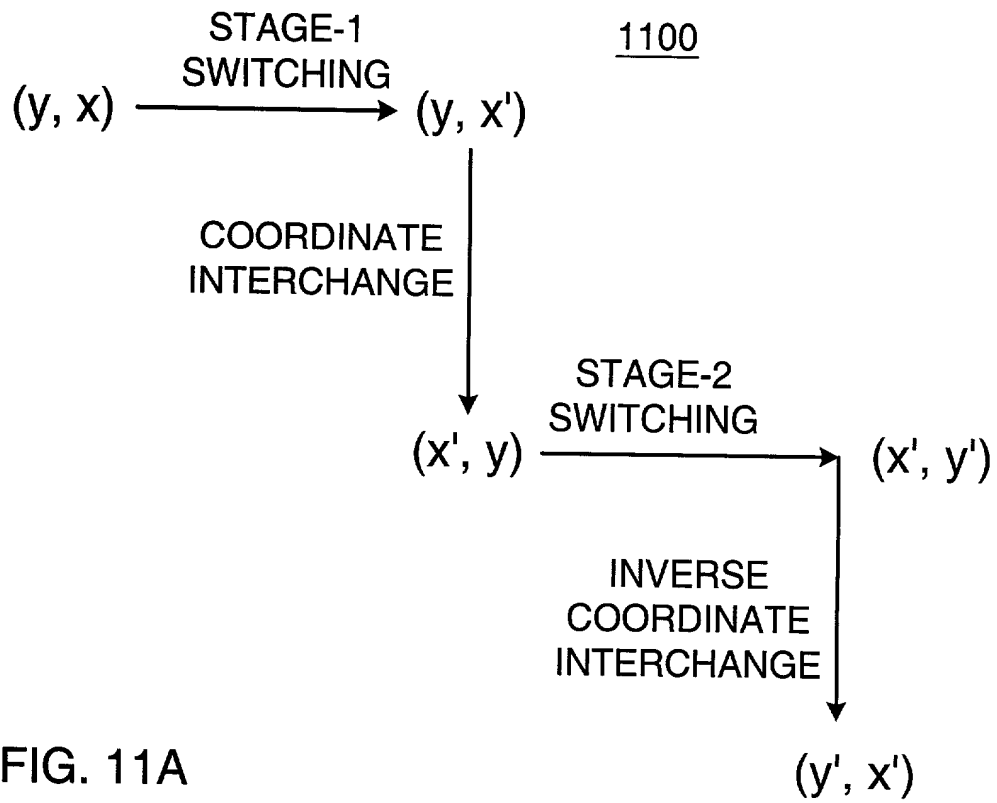 STAGE-1
SWITCHING
1100
(y, x)
(y, x')
COORDINATE
INTERCHANGE
STAGE-2
SWITCHING
(x', y)
(x', y')
INVERSE
COORDINATE
INTERCHANGE
FIG. 11A
(y', x')